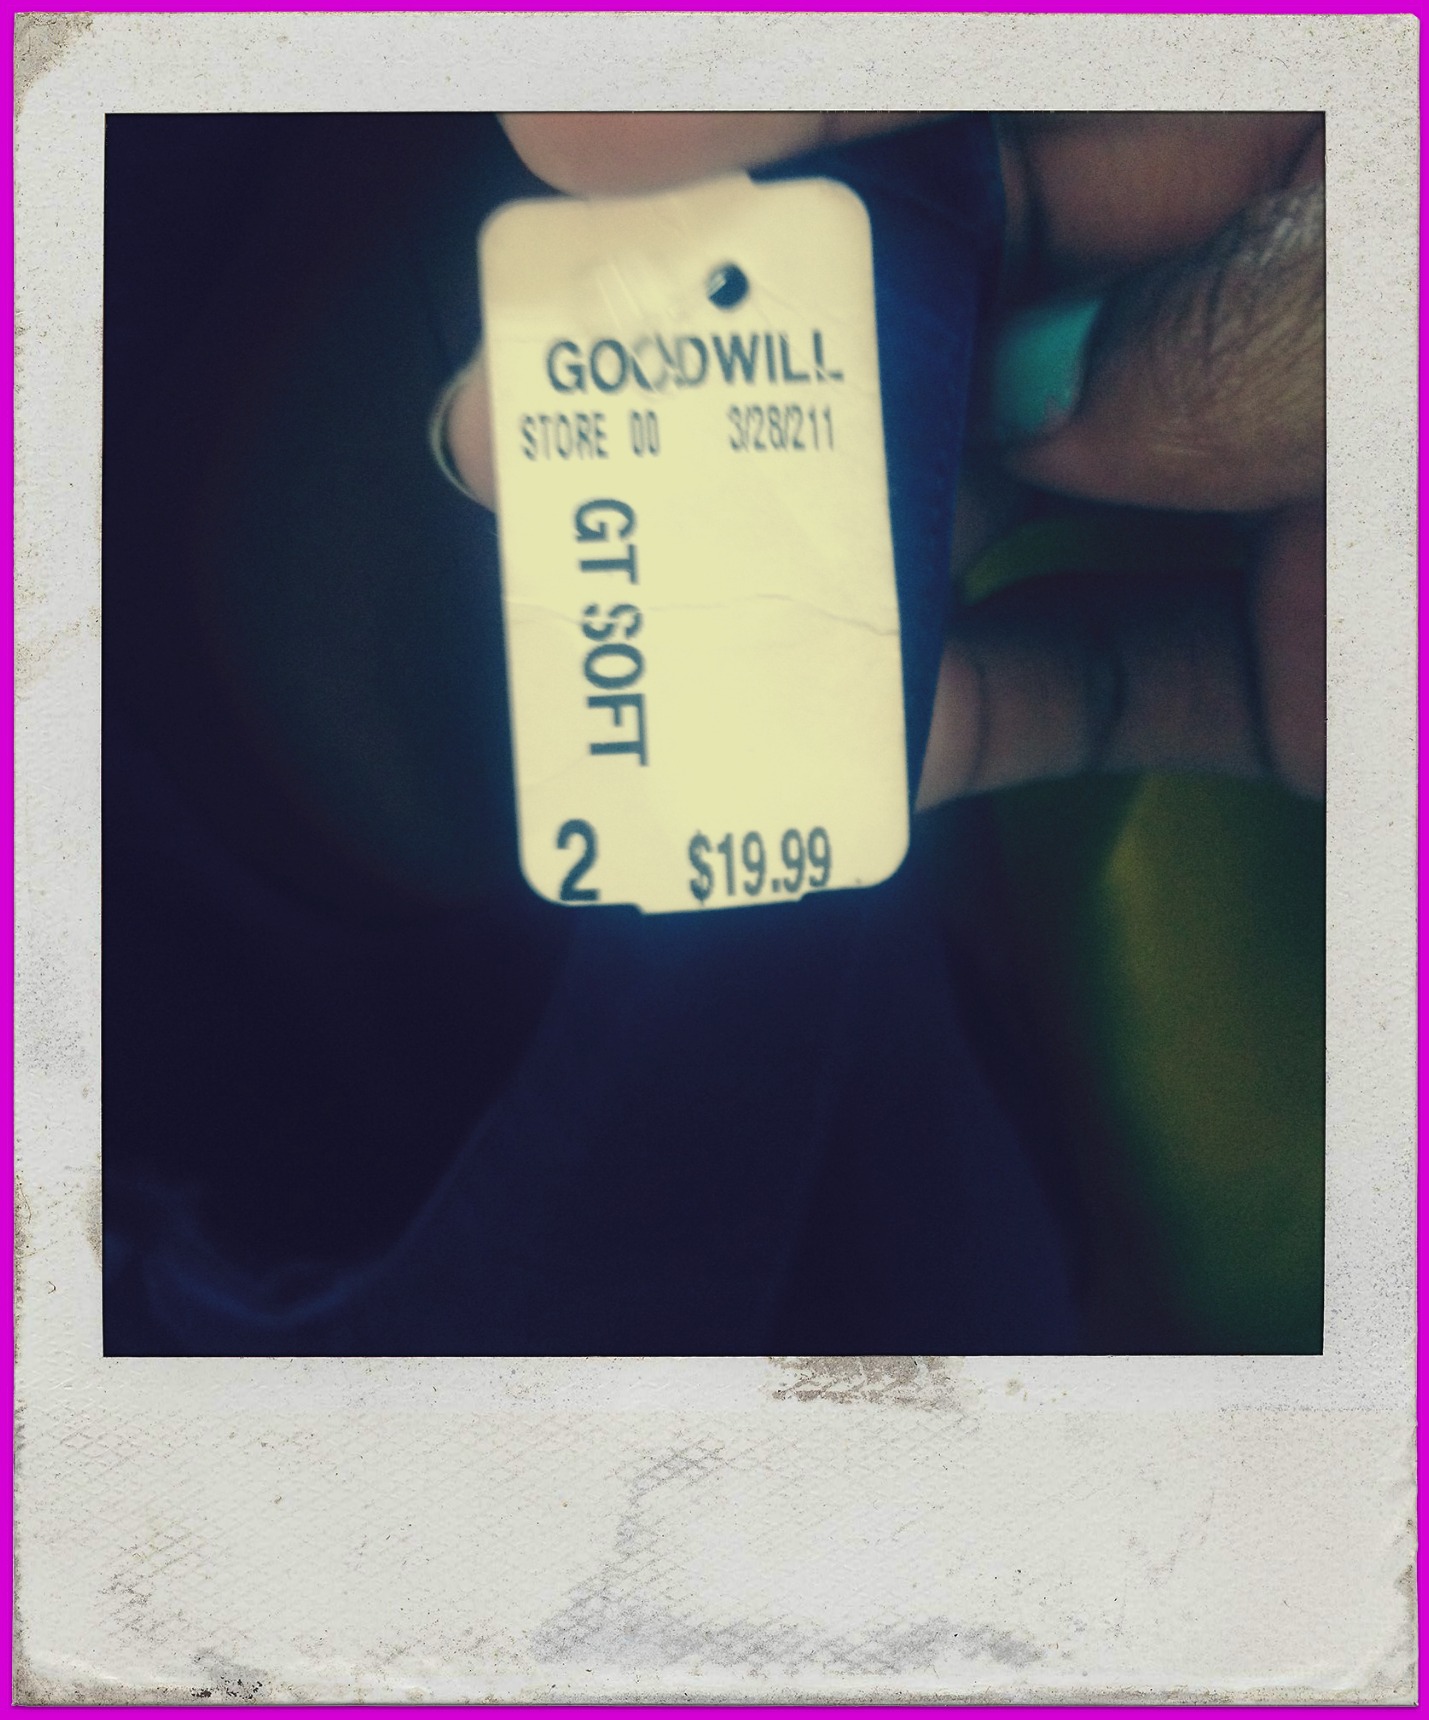 GOODWILL
STORE 00 3/28/211
GT SOFT
2 $19.99